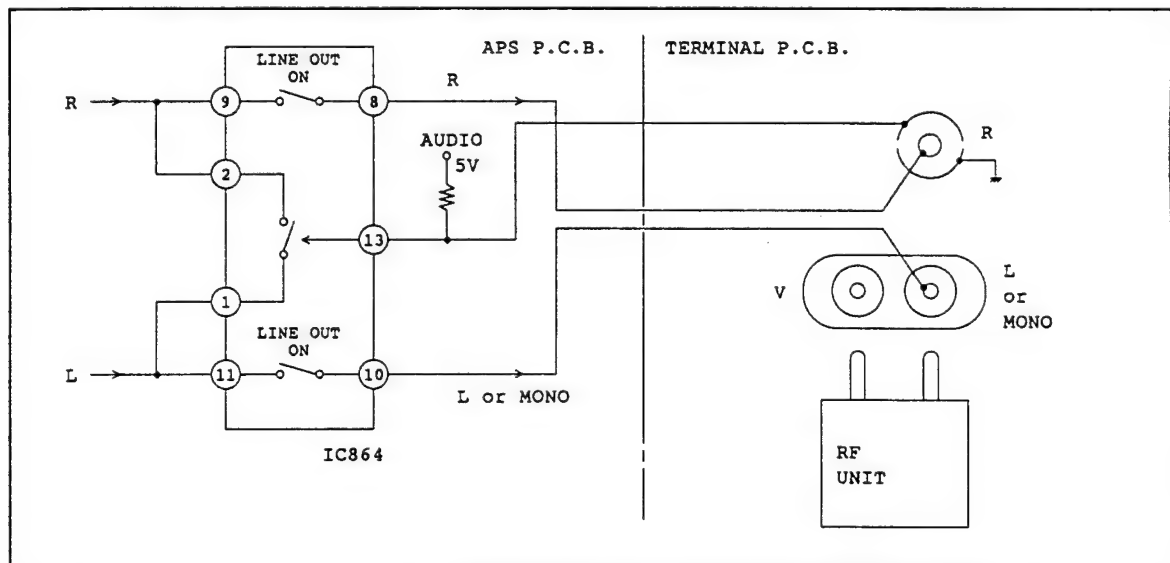 APS P.C.B.
TERMINAL P.C.B.
LINE OUT
ON
R
9
8
R
AUDIO
5V
R
2
13
1
V
L
or
MONO
LINE OUT
ON
L
11
10
L or MONO
IC864
RF
UNIT